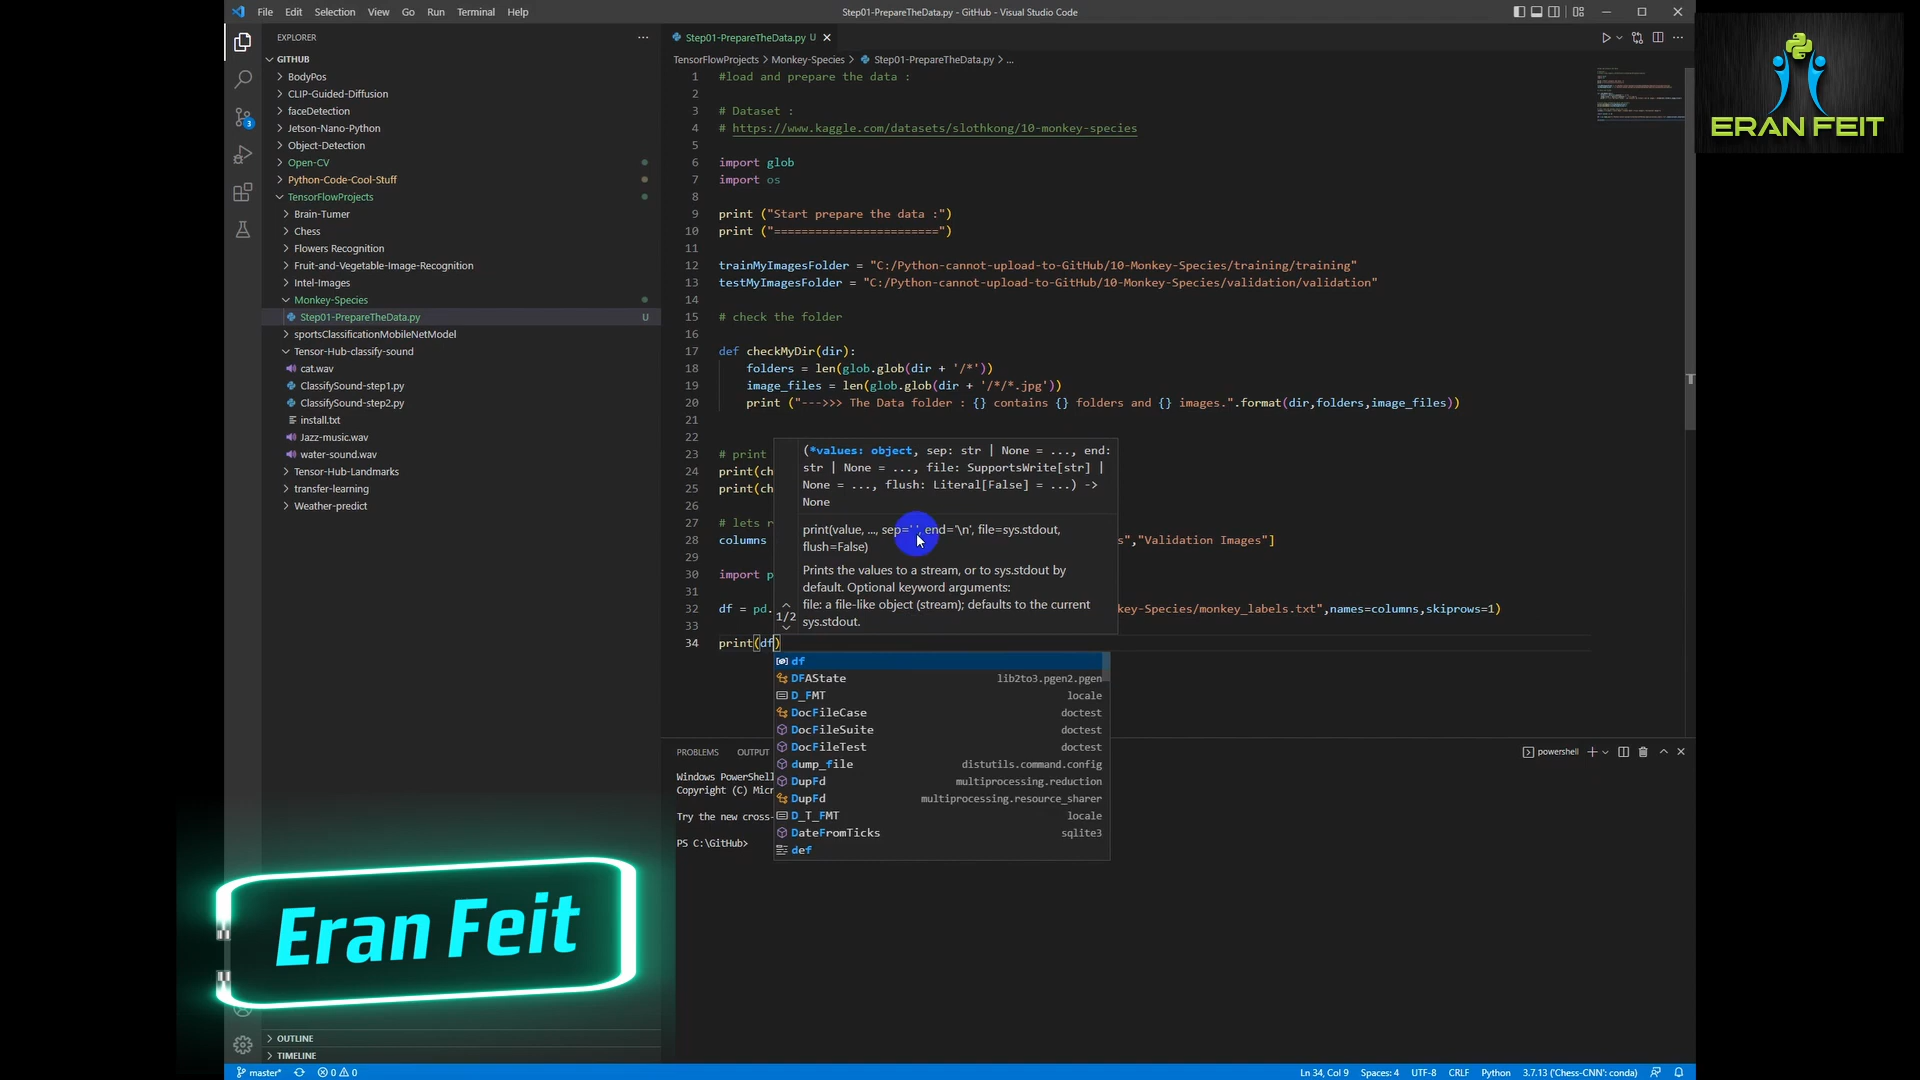 File Edit Selection View Go Run Terminal Help
Step01-PrepareTheData.py - GitHub - Visual Studio Code
ERAN FEIT
EXPLORER
GITHUB
BodyPos
CLIP-Guided-Diffusion
faceDetection
Jetson-Nano-Python
Object-Detection
Open-CV
Python-Code-Cool-Stuff
TensorFlowProjects
Brain-Tumer
Chess
Flowers Recognition
Fruit-and-Vegetable-Image-Recognition
Intel-Images
Monkey-Species
Step01-PrepareTheData.py U
sportsClassificationMobileNetModel
Tensor-Hub-classify-sound
cat.wav
ClassifySound-step1.py
ClassifySound-step2.py
install.txt
Jazz-music.wav
water-sound.wav
Tensor-Hub-Landmarks
transfer-learning
Weather-predict
OUTLINE
TIMELINE
3
Step01-PrepareTheData.py U
TensorFlowProjects > Monkey-Species > Step01-PrepareTheData.py > ...
1 #load and prepare the data :
2
3 # Dataset :
4 # https://www.kaggle.com/datasets/slothkong/10-monkey-species
5
6 import glob
7 import os
8
9 print ("Start prepare the data :")
10 print ("========================")
11
12 trainMyImagesFolder = "C:/Python-cannot-upload-to-GitHub/10-Monkey-Species/training/training"
13 testMyImagesFolder = "C:/Python-cannot-upload-to-GitHub/10-Monkey-Species/validation/validation"
14
15 # check the folder
16
17 def checkMyDir(dir):
18 folders = len(glob.glob(dir + '/*'))
19 image_files = len(glob.glob(dir + '/*/*.jpg'))
20 print ("--->>> The Data folder : {} contains {} folders and {} images.".format(dir,folders,image_files))
21
22
23 # print
24 print(ch
25 print(ch
26
27 # lets r
28 columns s","Validation Images"]
29
30 import p
31
32 df = pd. key-Species/monkey_labels.txt",names=columns,skiprows=1)
33
34 print(df)
(*values: object, sep: str | None = ..., end:
str | None = ..., file: SupportsWrite[str] |
None = ..., flush: Literal[False] = ...) ->
None
print(value, ..., sep=' ', end='\n', file=sys.stdout,
flush=False)
Prints the values to a stream, or to sys.stdout by
default. Optional keyword arguments:
file: a file-like object (stream); defaults to the current
sys.stdout.
1/2
df
DFAState lib2to3.pgen2.pgen
D_FMT locale
DocFileCase doctest
DocFileSuite doctest
DocFileTest doctest
dump_file distutils.command.config
DupFd multiprocessing.reduction
DupFd multiprocessing.resource_sharer
D_T_FMT locale
DateFromTicks sqlite3
def
PROBLEMS OUTPUT
powershell
Windows PowerShell
Copyright (C) Micr
Try the new cross-
PS C:\GitHub>
Eran Feit
master* 0 0
Ln 34, Col 9 Spaces: 4 UTF-8 CRLF Python 3.7.13 ('Chess-CNN': conda)